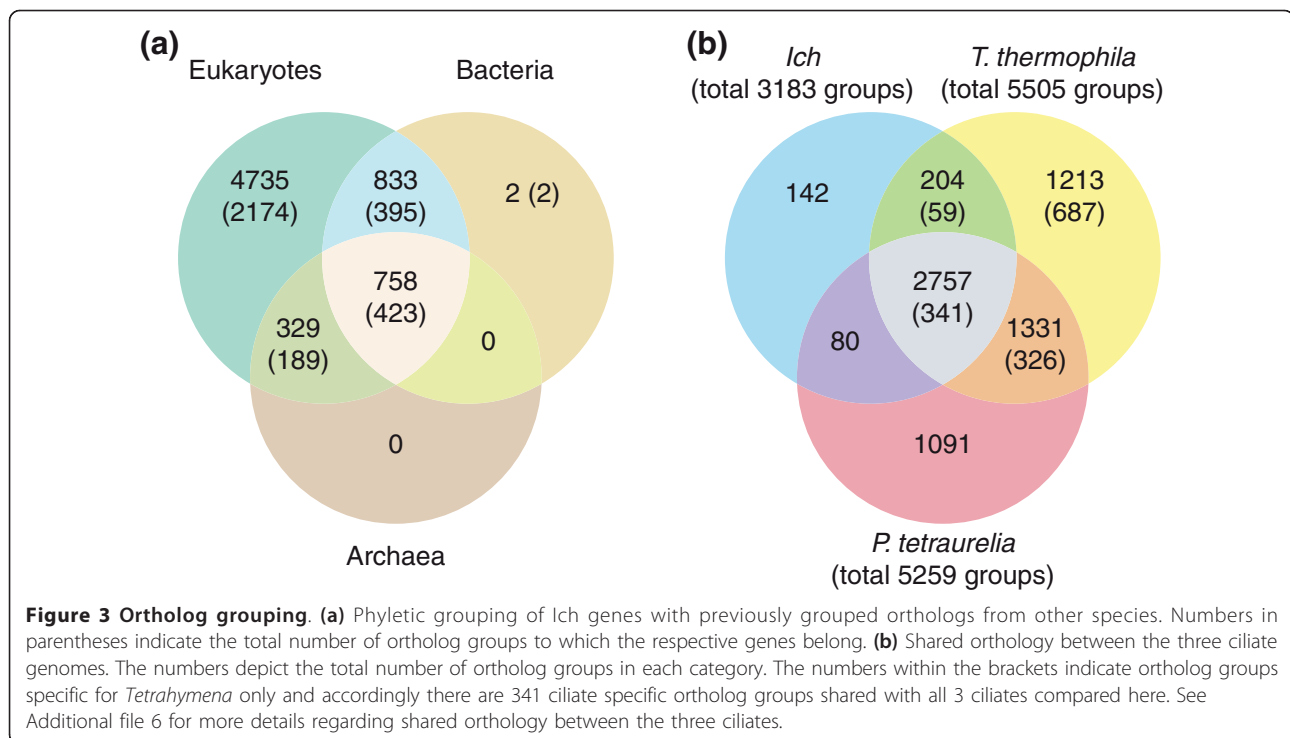 (a)
Eukaryotes
Bacteria
4735
(2174)
833
(395)
2 (2)
758
(423)
329
(189)
0
0
Archaea
(b)
Ich
(total 3183 groups)
T. thermophila
(total 5505 groups)
142
204
(59)
1213
(687)
2757
(341)
80
1331
(326)
1091
P. tetraurelia
(total 5259 groups)
Figure 3 Ortholog grouping. (a) Phyletic grouping of Ich genes with previously grouped orthologs from other species. Numbers in
parentheses indicate the total number of ortholog groups to which the respective genes belong. (b) Shared orthology between the three ciliate
genomes. The numbers depict the total number of ortholog groups in each category. The numbers within the brackets indicate ortholog groups
specific for Tetrahymena only and accordingly there are 341 ciliate specific ortholog groups shared with all 3 ciliates compared here. See
Additional file 6 for more details regarding shared orthology between the three ciliates.